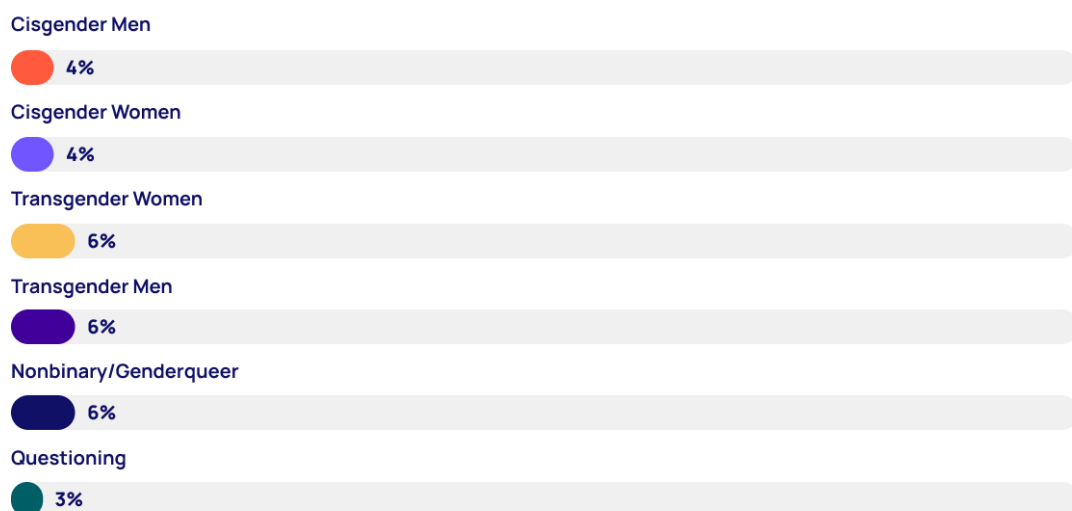 Cisgender Men
4%
Cisgender Women
4%
Transgender Women
6%
Transgender Men
6%
Nonbinary/Genderqueer
6%
Questioning
3%